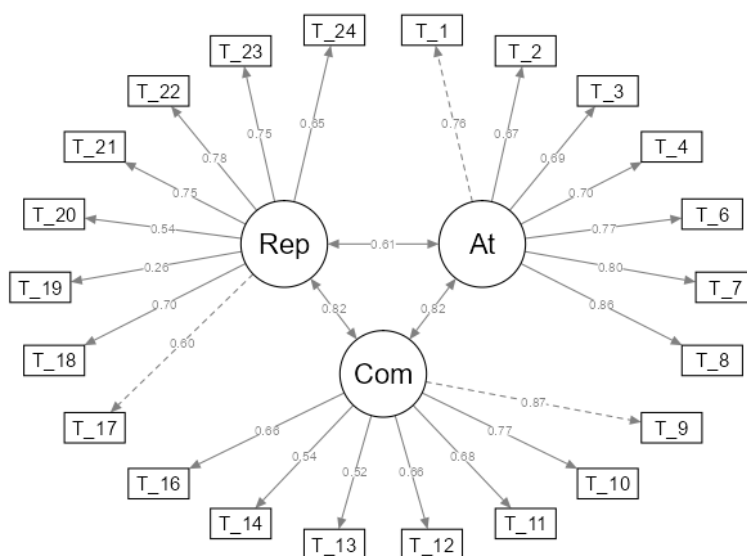 T_24
T_1
T_23
T_2
T_22
T_3
T_21
T_4
T_20
T_6
T_19
T_7
T_18
T_8
T_17
T_9
T_16
T_10
T_14
T_11
T_13
T_12
Rep
At
Com
0.65
0.76
0.75
0.67
0.78
0.69
0.75
0.70
0.54
0.77
0.26
0.80
0.70
0.86
0.60
0.61
0.82
0.82
0.87
0.66
0.77
0.54
0.68
0.52
0.66